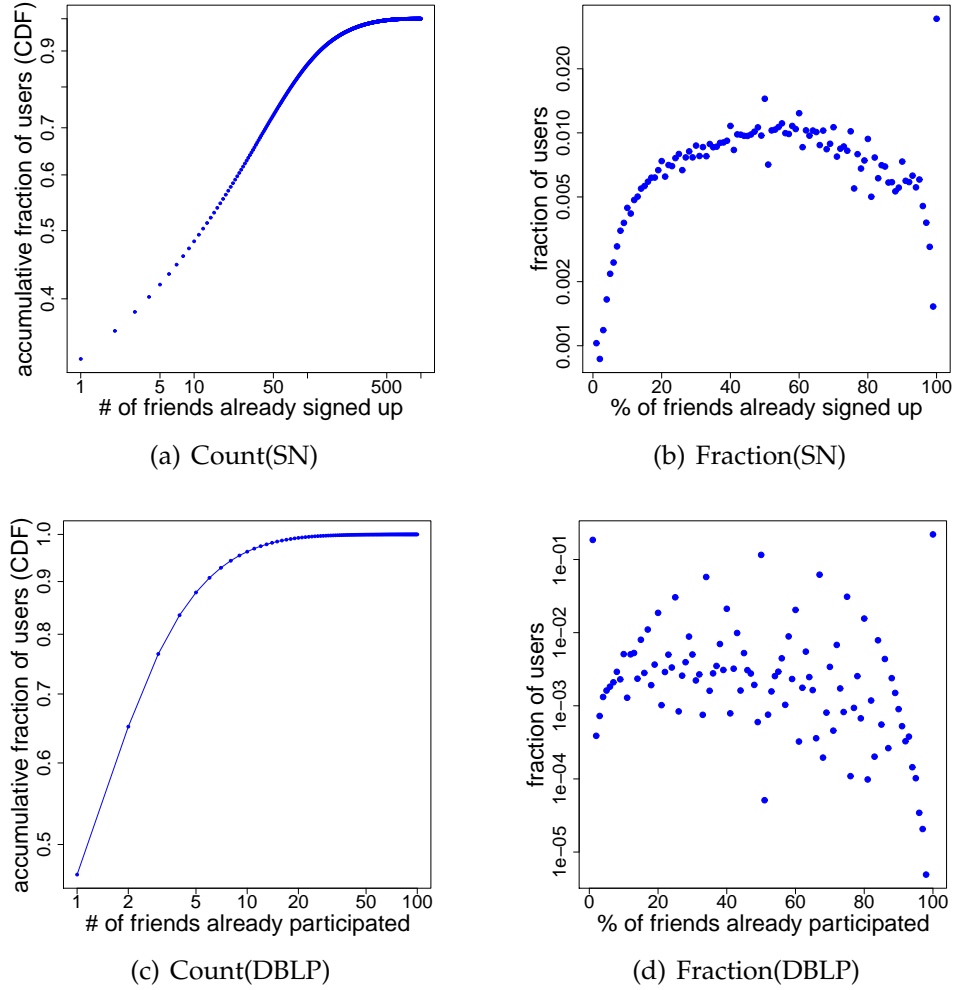 accumulative fraction of users (CDF)
0.4 0.5 0.6 0.7 0.9
1 5 10 50 500
# of friends already signed up
(a) Count(SN)
fraction of users
0.001 0.002 0.005 0.010 0.020
0 20 40 60 80 100
% of friends already signed up
(b) Fraction(SN)
accumulative fraction of users (CDF)
0.5 0.6 0.7 0.8 0.9 1.0
1 2 5 10 20 50 100
# of friends already participated
(c) Count(DBLP)
fraction of users
1e−05 1e−04 1e−03 1e−02 1e−01
0 20 40 60 80 100
% of friends already participated
(d) Fraction(DBLP)